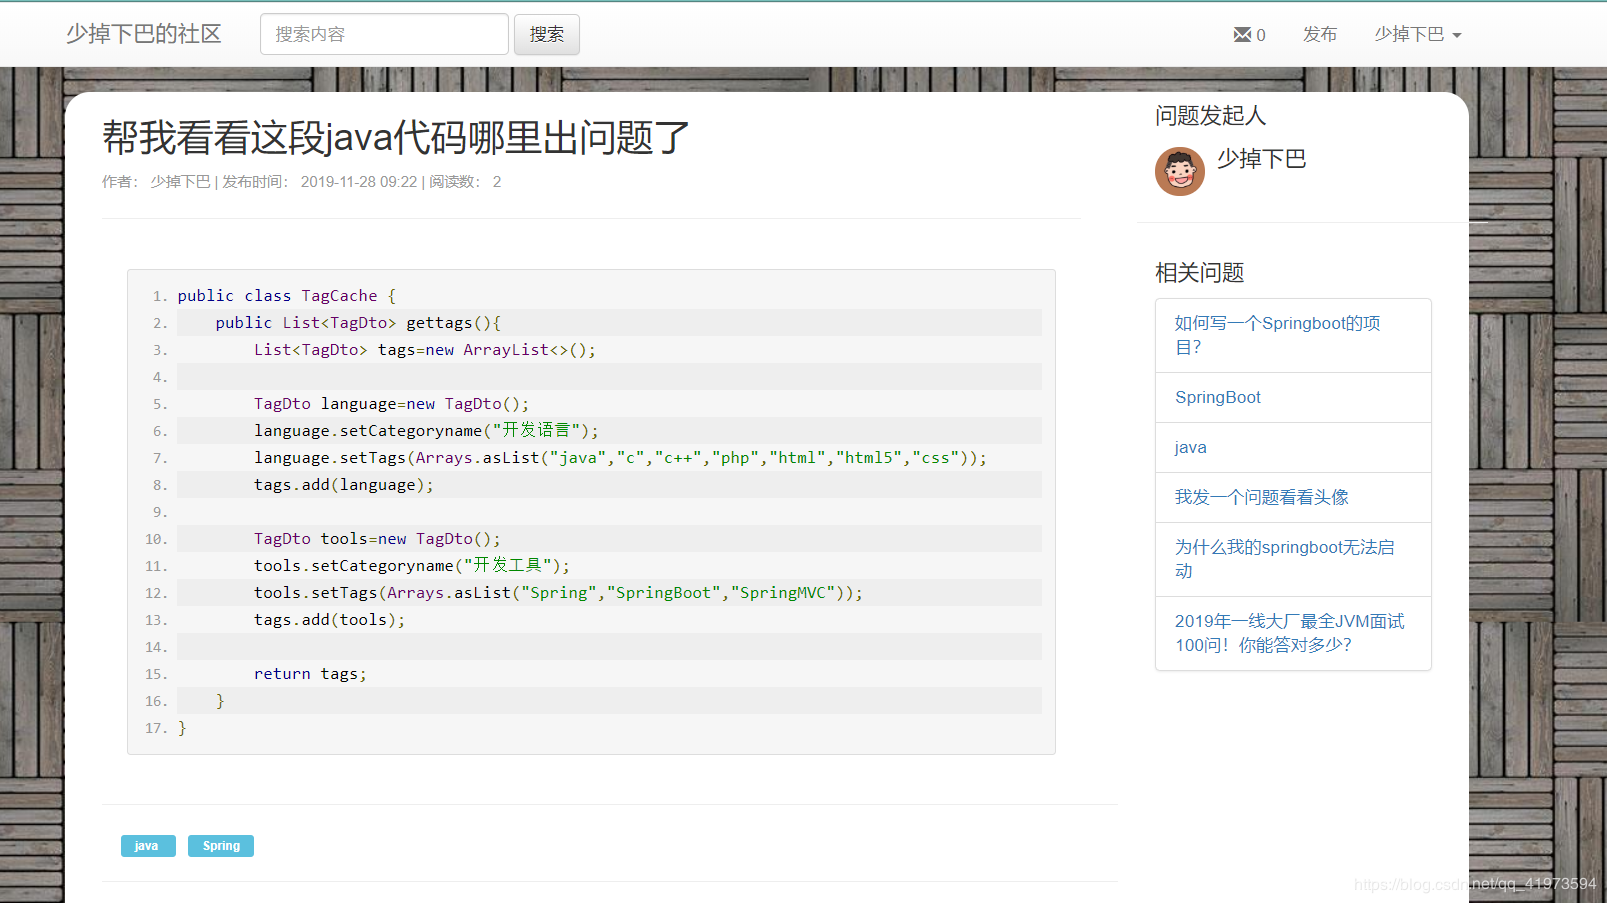 少掉下巴的社区
搜索内容
搜索
0
发布
少掉下巴
帮我看看这段java代码哪里出问题了
作者： 少掉下巴 | 发布时间： 2019-11-28 09:22 | 阅读数： 2
1. public class TagCache {
2. public List<TagDto> gettags(){
3. List<TagDto> tags=new ArrayList<>();
4.
5. TagDto language=new TagDto();
6. language.setCategoryname("开发语言");
7. language.setTags(Arrays.asList("java","c","c++","php","html","html5","css"));
8. tags.add(language);
9.
10. TagDto tools=new TagDto();
11. tools.setCategoryname("开发工具");
12. tools.setTags(Arrays.asList("Spring","SpringBoot","SpringMVC"));
13. tags.add(tools);
14.
15. return tags;
16. }
17. }
java
Spring
问题发起人
少掉下巴
相关问题
如何写一个Springboot的项
目？
SpringBoot
java
我发一个问题看看头像
为什么我的springboot无法启
动
2019年一线大厂最全JVM面试
100问！你能答对多少？
https://blog.csdn.net/qq_41973594